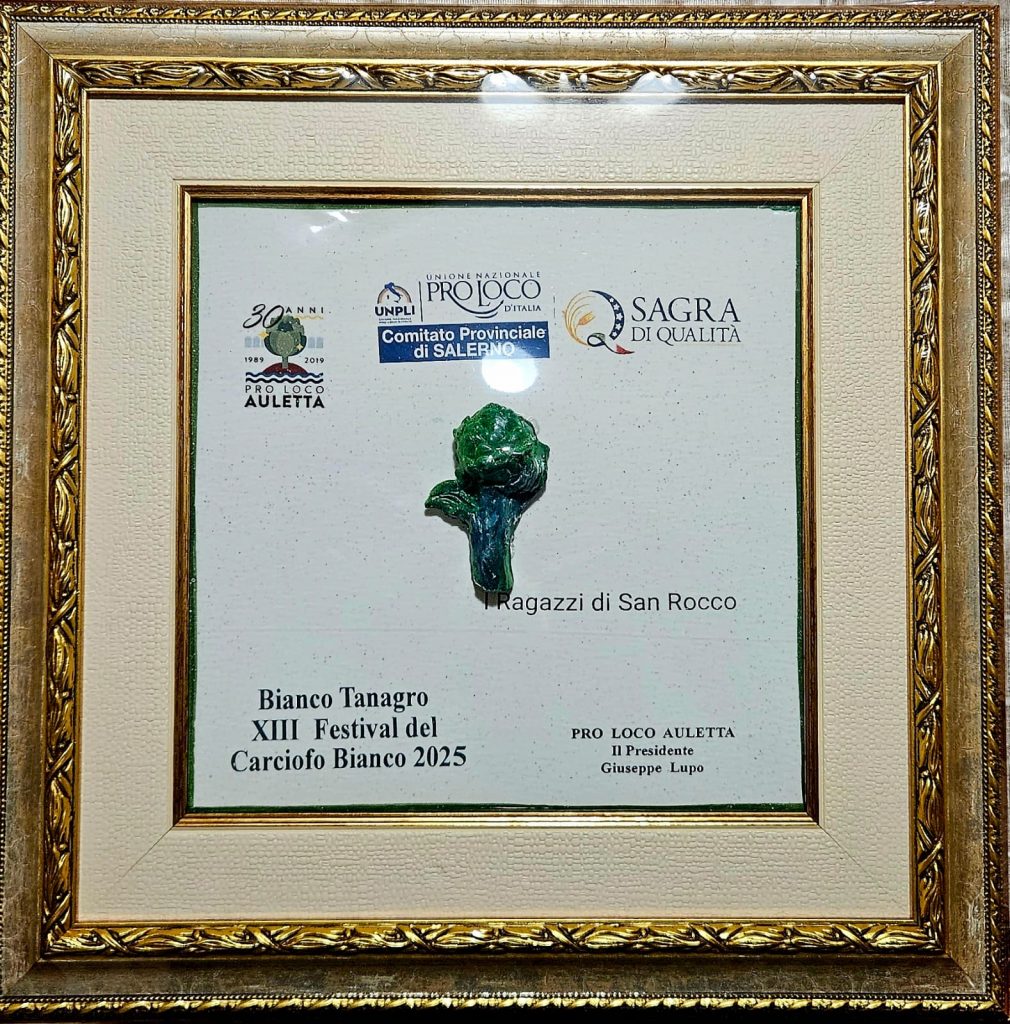 30 ANNI
1989 2019
PRO LOCO
AULETTA
UNPLI
UNIONE NAZIONALE
PRO LOCO
D'ITALIA
Comitato Provinciale
di SALERNO
SAGRA
DI QUALITÀ
I Ragazzi di San Rocco
Bianco Tanagro
XIII Festival del
Carciofo Bianco 2025
PRO LOCO AULETTA
Il Presidente
Giuseppe Lupo